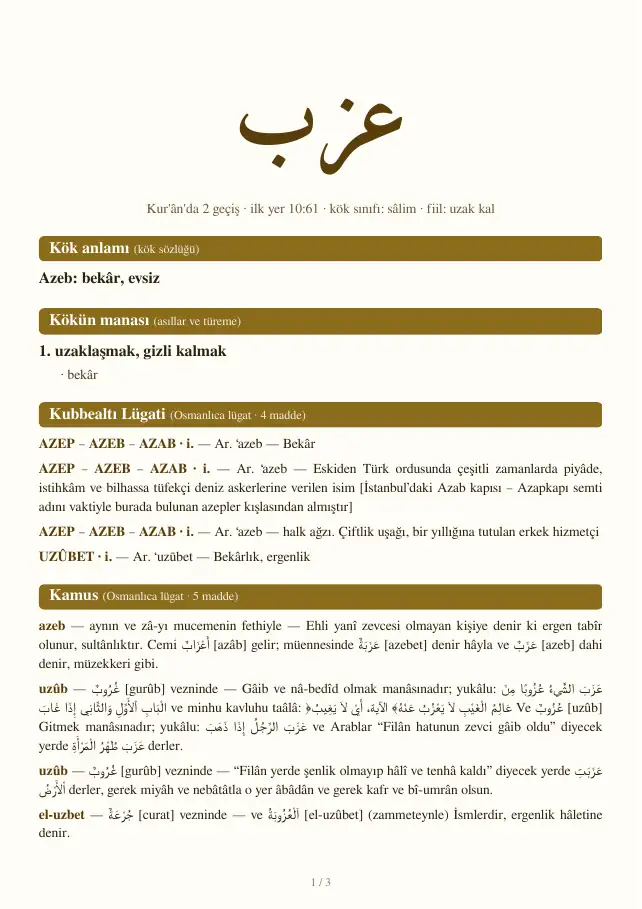 عزب
Kur'ân'da 2 geçiş · ilk yer 10:61 · kök sınıfı: sâlim · fiil: uzak kal
Kök anlamı (kök sözlüğü)
Azeb: bekâr, evsiz
Kökün manası (asıllar ve türeme)
1. uzaklaşmak, gizli kalmak
· bekâr
Kubbealtı Lügati (Osmanlıca lügat · 4 madde)
AZEP – AZEB – AZAB · i. — Ar. ‘azeb — Bekâr
AZEP – AZEB – AZAB · i. — Ar. ‘azeb — Eskiden Türk ordusunda çeşitli zamanlarda piyâde,
istihkâm ve bilhassa tüfekçi deniz askerlerine verilen isim [İstanbul’daki Azab kapısı – Azapkapı semti
adını vaktiyle burada bulunan azepler kışlasından almıştır]
AZEP – AZEB – AZAB · i. — Ar. ‘azeb — halk ağzı. Çiftlik uşağı, bir yıllığına tutulan erkek hizmetçi
UZÛBET · i. — Ar. ‘uzūbet — Bekârlık, ergenlik
Kamus (Osmanlıca lügat · 5 madde)
azeb — aynın ve zâ-yı mucemenin fethiyle — Ehli yanî zevcesi olmayan kişiye denir ki ergen tabîr
olunur, sultânlıktır. Cemi أَعْزَابٌ [azâb] gelir; müennesinde عَزَبَةٌ [azebet] denir hâyla ve عَزَبٌ [azeb] dahi
denir, müzekkeri gibi.
uzûb — غُرُوبٌ [gurûb] vezninde — Gâib ve nâ-bedîd olmak manâsınadır; yukâlu: عَزَبَ الشَّيْءُ عُزُوبًا مِنْ
الْبَابِ الْأَوَّلِ وَالثَّانِى إِذَا غَابَ ve minhu kavluhu taâlâ: ﴿عَالِمِ الْغَيْبِ لاَ يَعْزُبُ عَنْهُ﴾ الآية، أَيْ لاَ يَغِيبُ Ve عُزُوبٌ [uzûb]
Gitmek manâsınadır; yukâlu: عَزَبَ الرَّجُلُ إِذَا ذَهَبَ ve Arablar “Filân hatunun zevci gâib oldu” diyecek
yerde عَزَبَ طُهْرُ الْمَرْأَةِ derler.
uzûb — غُرُوبٌ [gurûb] vezninde — “Filân yerde şenlik olmayıp hâlî ve tenhâ kaldı” diyecek yerde عَزَبَتِ
الْأَرْضُ derler, gerek miyâh ve nebâtâtla o yer âbâdân ve gerek kafr ve bî-umrân olsun.
el-uzbet — جُرْعَةٌ [curat] vezninde — ve اَلْعُزُوبَةُ [el-uzûbet] (zammeteynle) İsmlerdir, ergenlik hâletine
denir.
1 / 3